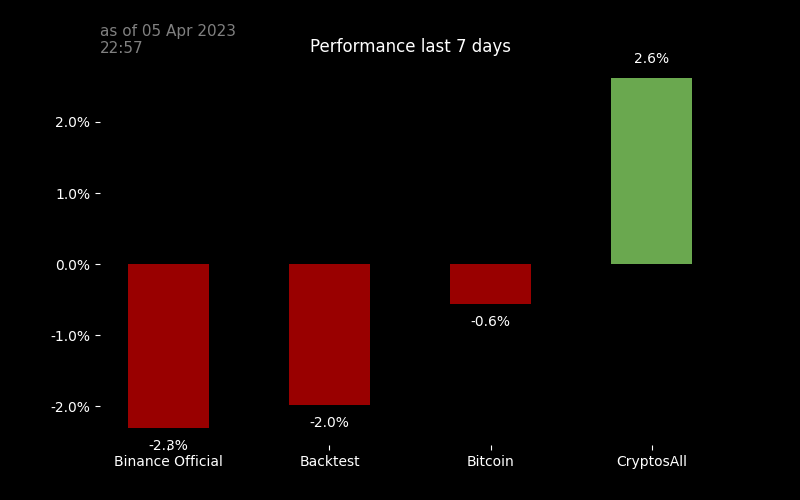 as of 05 Apr 2023
22:57
Performance last 7 days
2.6%
2.0%
1.0%
0.0%
-1.0%
-2.0%
-0.6%
-2.0%
-2.3%
Binance Official
Backtest
Bitcoin
CryptosAll